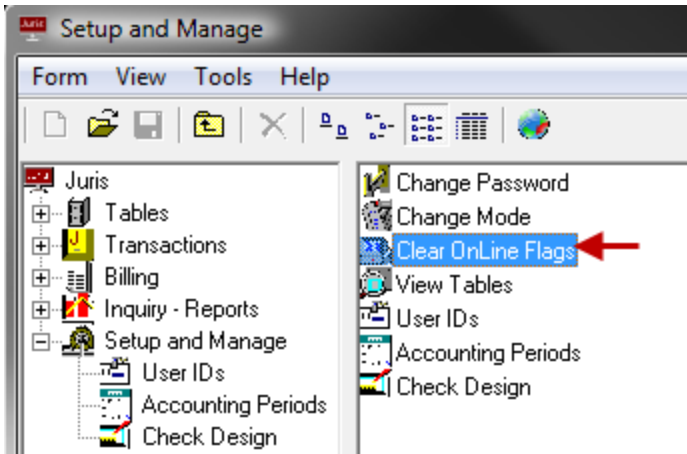 Juris
Setup and Manage
Form View Tools Help
Juris
Tables
Transactions
Billing
Inquiry - Reports
Setup and Manage
User IDs
Accounting Periods
Check Design
Change Password
Change Mode
Clear OnLine Flags
View Tables
User IDs
Accounting Periods
Check Design